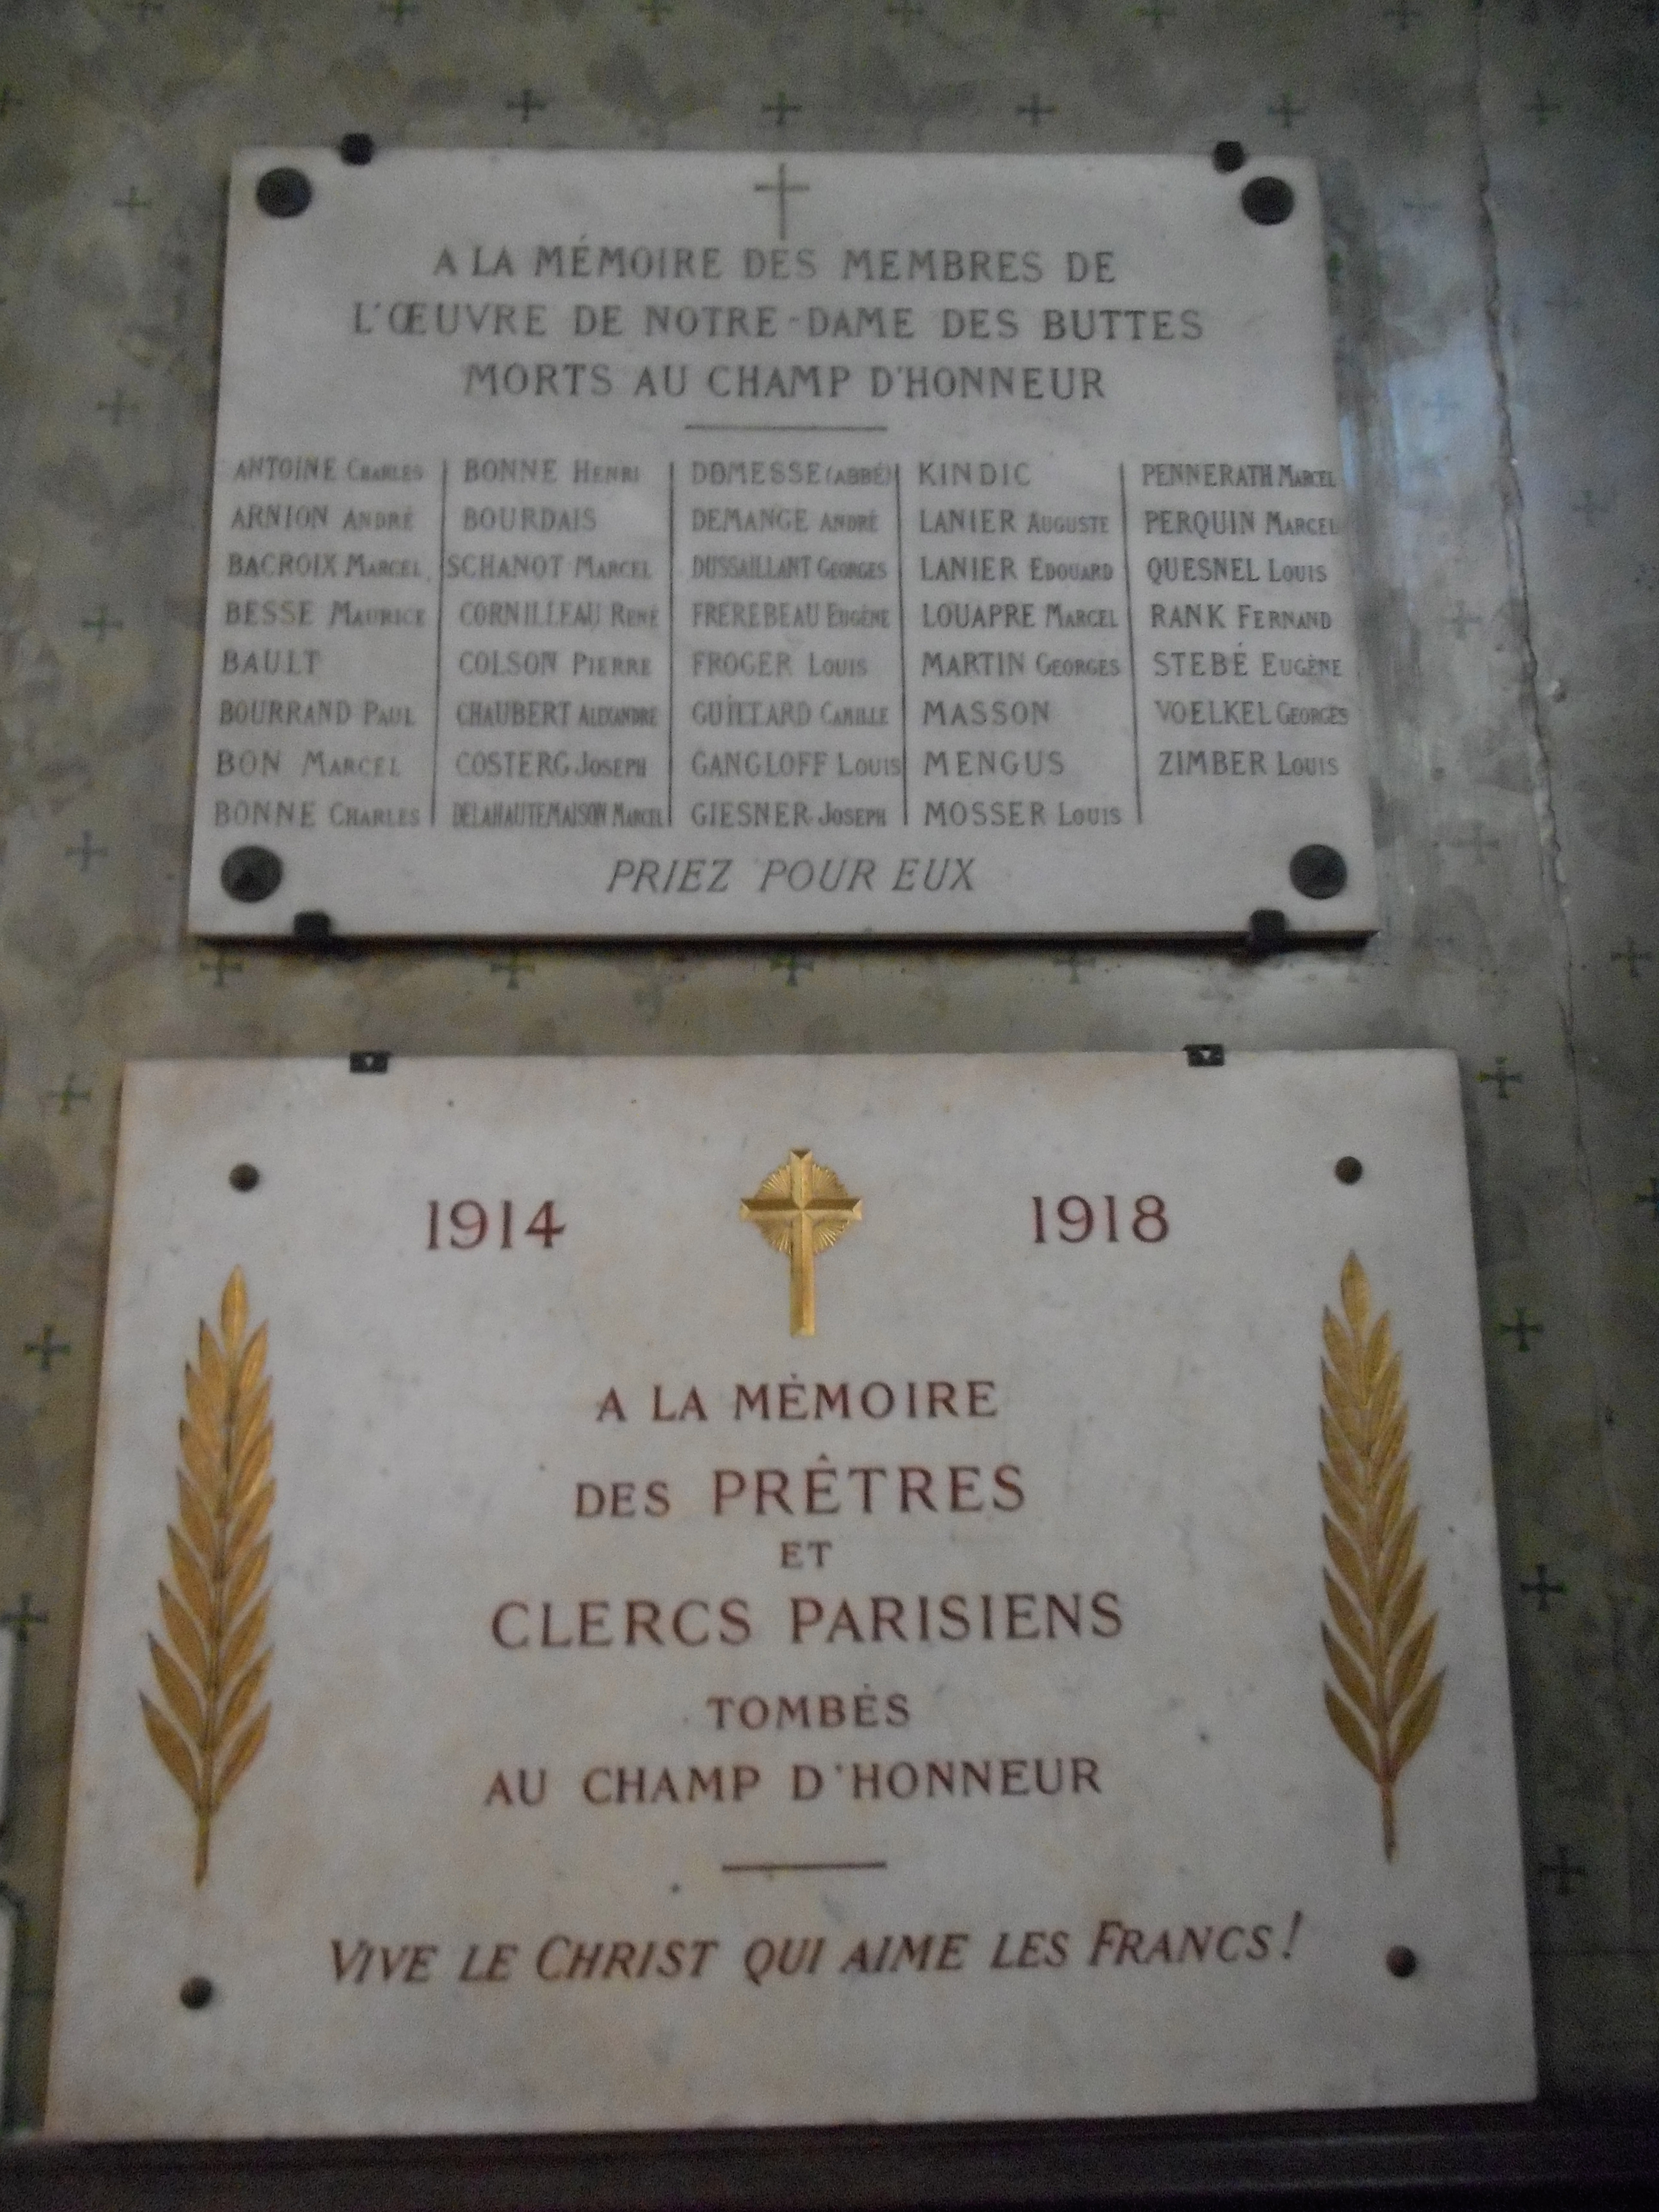 A LA MÉMOIRE DES MEMBRES DE
L'ŒUVRE DE NOTRE-DAME DES BUTTES
MORTS AU CHAMP D'HONNEUR
ANTOINE CHARLES
ARNION ANDRÉ
BACROIX MARCEL
BESSE MAURICE
BAULT
BOURRAND PAUL
BON MARCEL
BONNE CHARLES
BONNE HENRI
BOURDAIS
SCHANOT MARCEL
CORNILLEAU RENÉ
COLSON PIERRE
CHAUBERT ALEXANDRE
COSTERG JOSEPH
DELAHAUTEMAISON MARCEL
DOMESSE (ABBÉ)
DEMANGE ANDRÉ
DUSSAILLANT GEORGES
FREREBEAU EUGÈNE
FROGER LOUIS
GUILLARD CAMILLE
GANGLOFF LOUIS
GIESNER JOSEPH
KINDIC
LANIER AUGUSTE
LANIER EDOUARD
LOUAPRE MARCEL
MARTIN GEORGES
MASSON
MENGUS
MOSSER LOUIS
PENNERATH MARCEL
PERQUIN MARCEL
QUESNEL LOUIS
RANK FERNAND
STEBÉ EUGÈNE
VOELKEL GEORGES
ZIMBER LOUIS
PRIEZ POUR EUX
1914 1918
A LA MÉMOIRE
DES PRÊTRES
ET
CLERCS PARISIENS
TOMBÉS
AU CHAMP D'HONNEUR
VIVE LE CHRIST QUI AIME LES FRANCS!